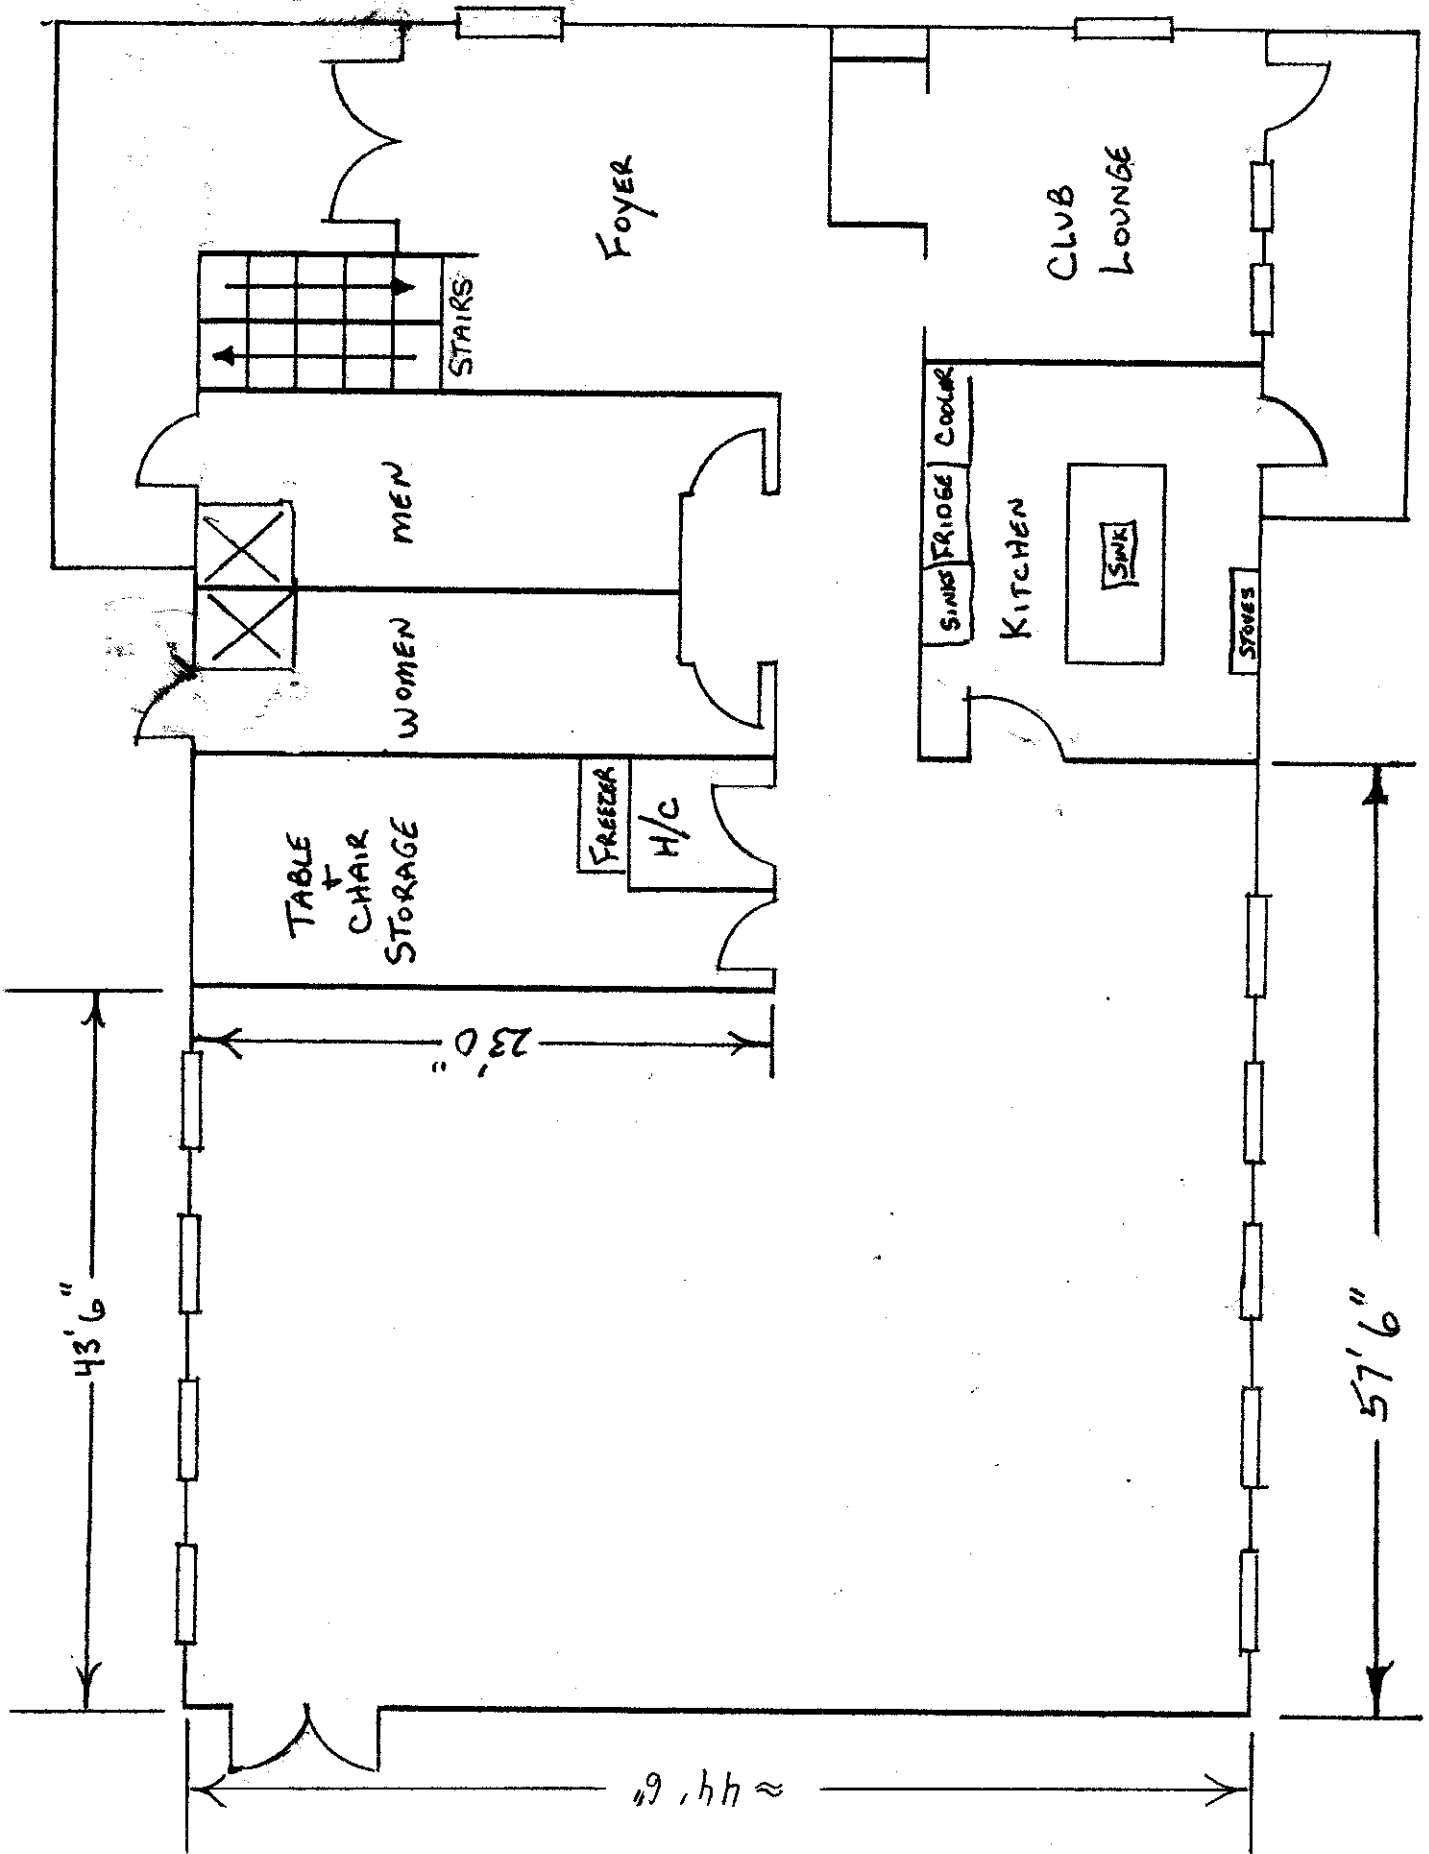 FOYER
CLUB
LOUNGE
STAIRS
MEN
WOMEN
COOLER
FRIDGE
SINKS
KITCHEN
SINK
STOVES
TABLE
+
CHAIR
STORAGE
FREEZER
H/C
23'0"
43'6"
57'6"
≈44'6"